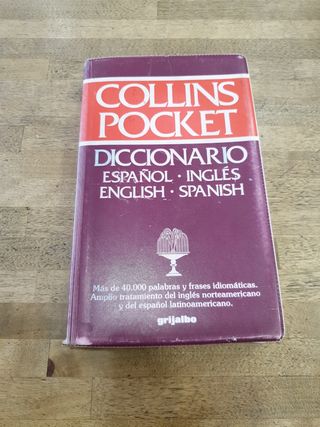 COLLINS
POCKET
DICCIONARIO
ESPAÑOL · INGLÉS
ENGLISH · SPANISH
Más de 40.000 palabras y frases idiomáticas.
Amplio tratamiento del inglés norteamericano
y del español latinoamericano.
grijalbo